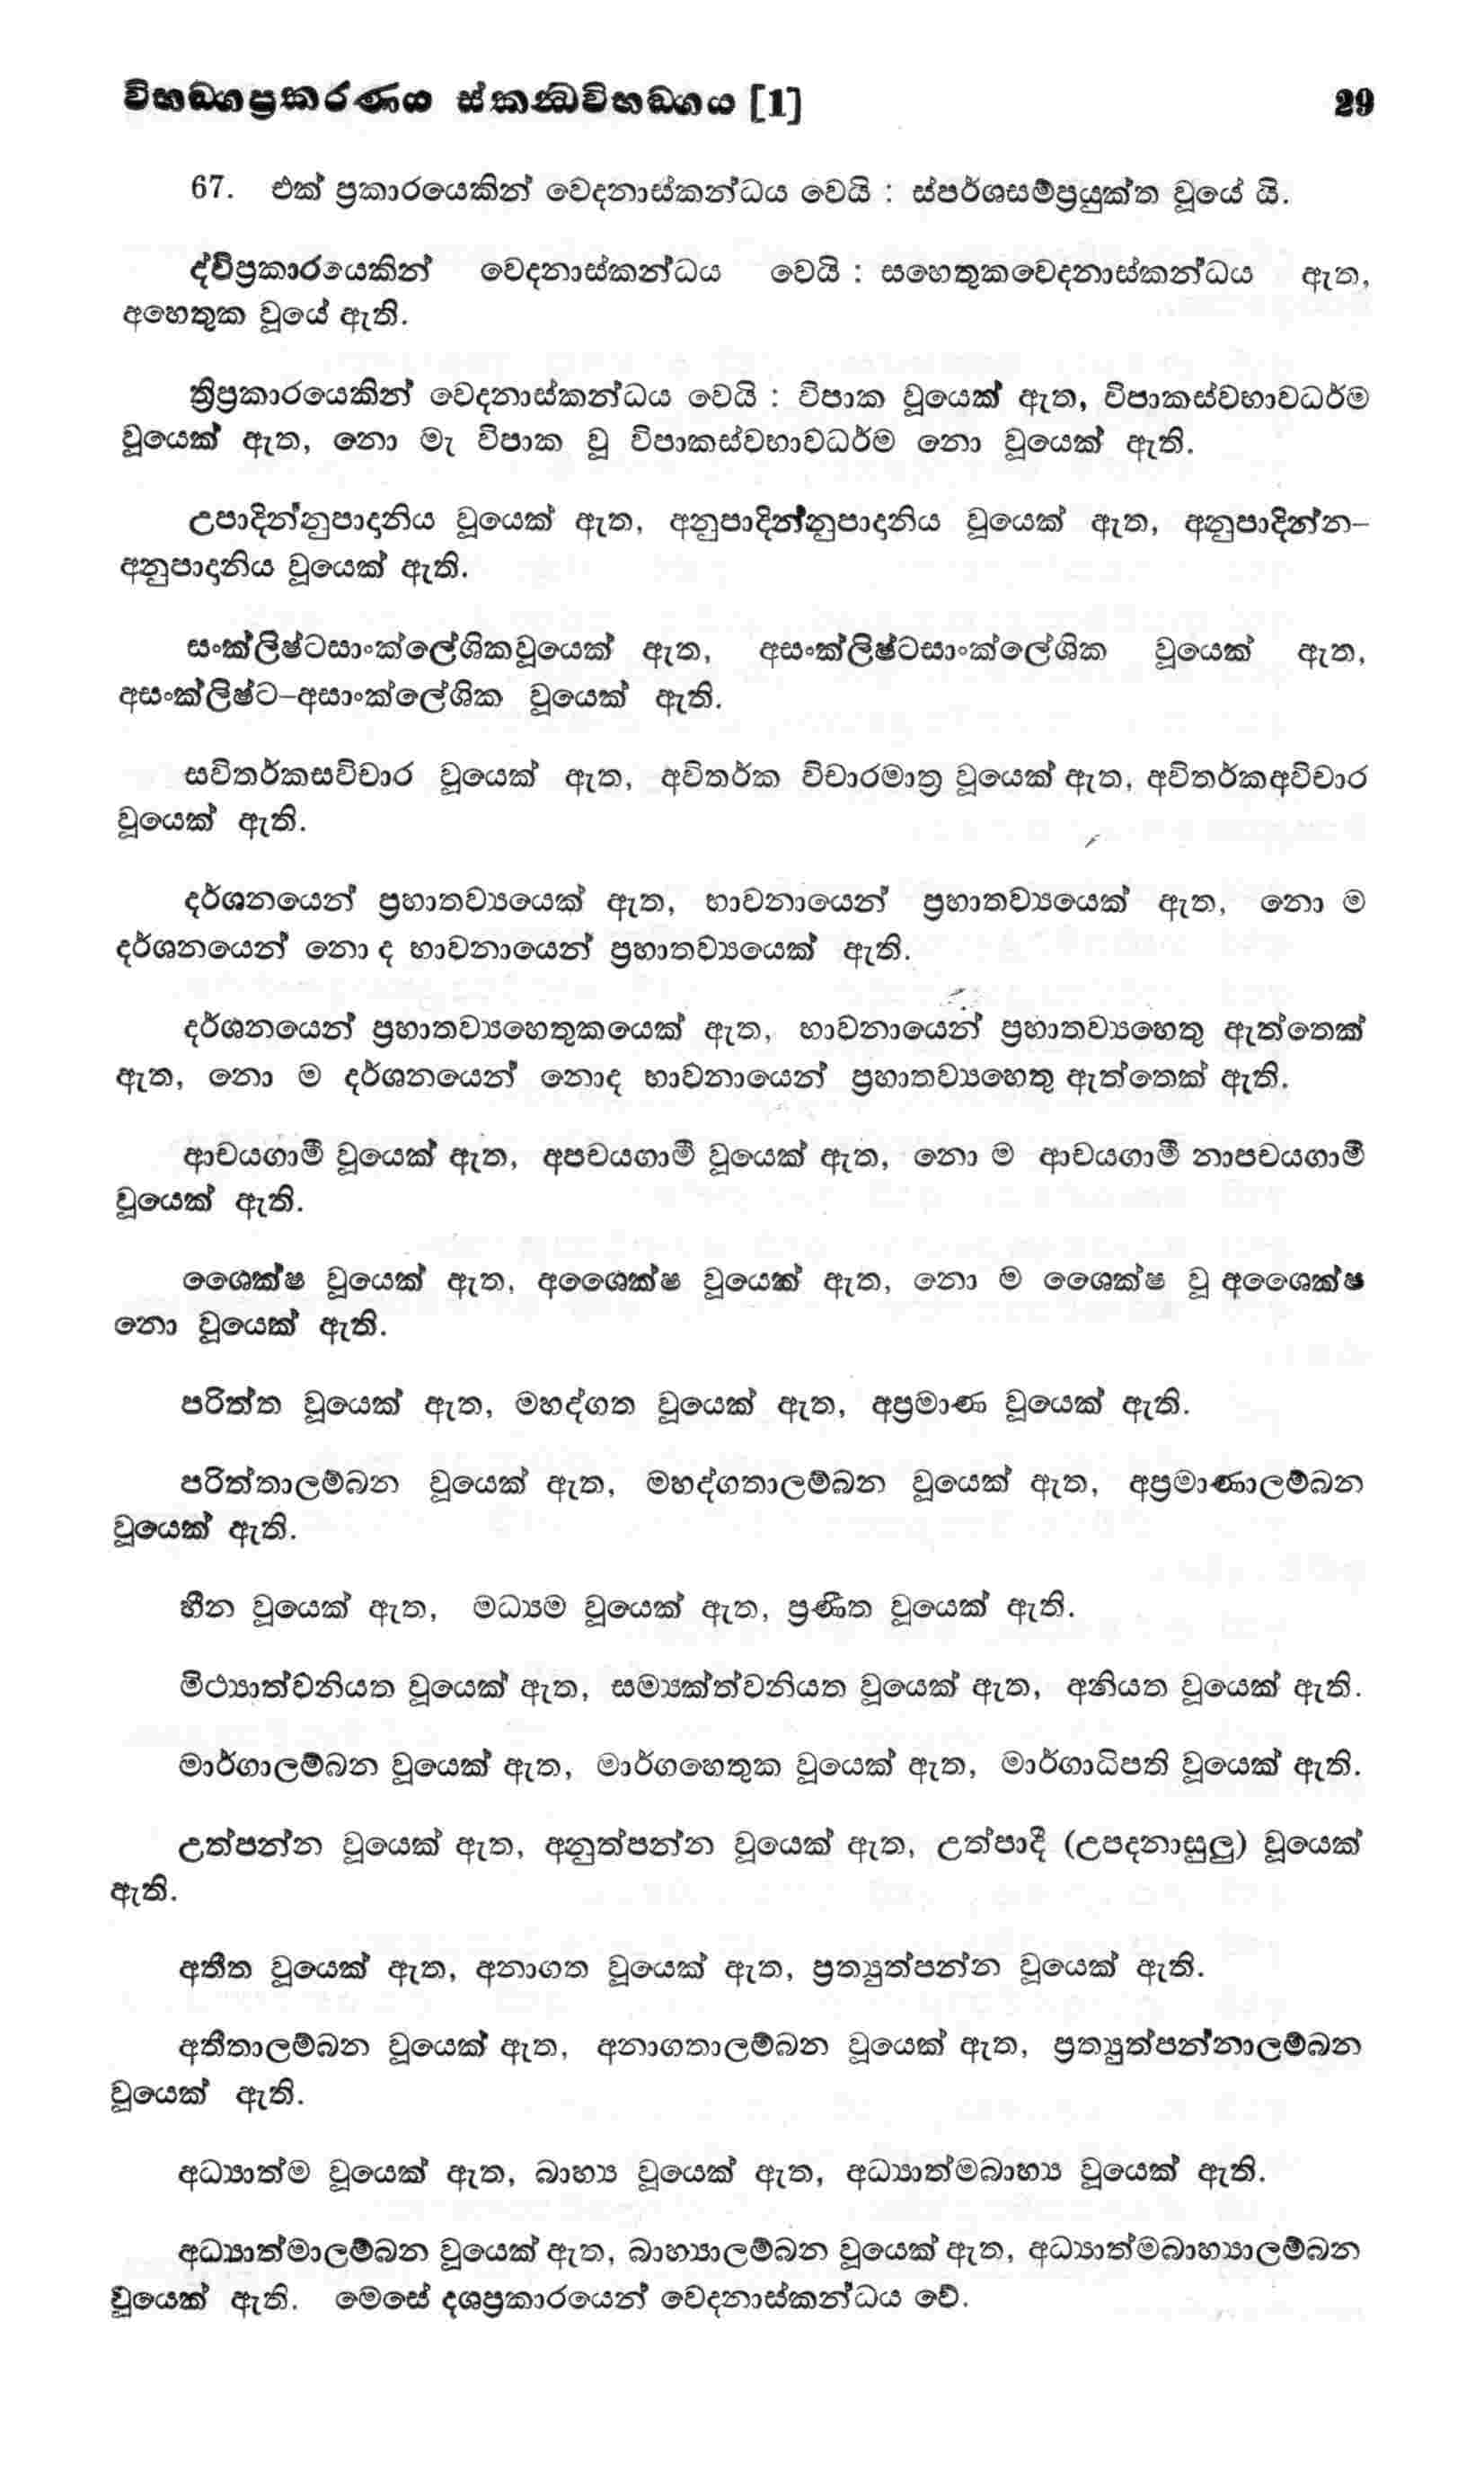 විභඞ්ගප්‍රකරණය ස්කන්‍ධවිභඞ්ගය [1] 29
67. එක් ප්‍රකාරයෙකින් වෙදනාස්කන්ධය වෙයි : ස්පර්ශසම්ප්‍රයුක්ත වූයේ යි.
ද්විප්‍රකාරයෙකින් වෙදනාස්කන්ධය වෙයි : සහෙතුකවෙදනාස්කන්ධය ඇත,
අහෙතුක වූයේ ඇති.
ත්‍රිප්‍රකාරයෙකින් වෙදනාස්කන්ධය වෙයි : විපාක වූයෙක් ඇත, විපාකස්වභාවධර්ම
වූයෙක් ඇත, නො මැ විපාක වූ විපාකස්වභාවධර්ම නො වූයෙක් ඇති.
උපාදින්නුපාදානිය වූයෙක් ඇත, අනුපාදින්නුපාදානිය වූයෙක් ඇත, අනුපාදින්න-
අනුපාදානිය වූයෙක් ඇති.
සංක්ලිෂ්ටසාංක්ලේශිකවූයෙක් ඇත, අසංක්ලිෂ්ටසාංක්ලේශික වූයෙක් ඇත,
අසංක්ලිෂ්ට-අසාංක්ලේශික වූයෙක් ඇති.
සවිතර්කසවිචාර වූයෙක් ඇත, අවිතර්ක විචාරමාත්‍ර වූයෙක් ඇත, අවිතර්කඅවිචාර
වූයෙක් ඇති.
දර්ශනයෙන් ප්‍රහාතව්‍යයෙක් ඇත, භාවනායෙන් ප්‍රහාතව්‍යයෙක් ඇත, නො ම
දර්ශනයෙන් නො ද භාවනායෙන් ප්‍රහාතව්‍යයෙක් ඇති.
දර්ශනයෙන් ප්‍රහාතව්‍යහෙතුකයෙක් ඇත, භාවනායෙන් ප්‍රහාතව්‍යහෙතු ඇත්තෙක්
ඇත, නො ම දර්ශනයෙන් නොද භාවනායෙන් ප්‍රහාතව්‍යහෙතු ඇත්තෙක් ඇති.
ආචයගාමී වූයෙක් ඇත, අපචයගාමී වූයෙක් ඇත, නො ම ආචයගාමී නාපචයගාමී
වූයෙක් ඇති.
ශෛක්ෂ වූයෙක් ඇත, අශෛක්ෂ වූයෙක් ඇත, නො ම ශෛක්ෂ වූ අශෛක්ෂ
නො වූයෙක් ඇති.
පරිත්ත වූයෙක් ඇත, මහද්ගත වූයෙක් ඇත, අප්‍රමාණ වූයෙක් ඇති.
පරිත්තාලම්බන වූයෙක් ඇත, මහද්ගතාලම්බන වූයෙක් ඇත, අප්‍රමාණාලම්බන
වූයෙක් ඇති.
හීන වූයෙක් ඇත, මධ්‍යම වූයෙක් ඇත, ප්‍රණීත වූයෙක් ඇති.
මිථ්‍යාත්වනියත වූයෙක් ඇත, සම්‍යක්ත්වනියත වූයෙක් ඇත, අනියත වූයෙක් ඇති.
මාර්ගාලම්බන වූයෙක් ඇත, මාර්ගහෙතුක වූයෙක් ඇත, මාර්ගාධිපති වූයෙක් ඇති.
උත්පන්න වූයෙක් ඇත, අනුත්පන්න වූයෙක් ඇත, උත්පාදී (උපදනාසුලු) වූයෙක්
ඇති.
අතීත වූයෙක් ඇත, අනාගත වූයෙක් ඇත, ප්‍රත්‍යුත්පන්න වූයෙක් ඇති.
අතීතාලම්බන වූයෙක් ඇත, අනාගතාලම්බන වූයෙක් ඇත, ප්‍රත්‍යුත්පන්නාලම්බන
වූයෙක් ඇති.
අධ්‍යාත්ම වූයෙක් ඇත, බාහ්‍ය වූයෙක් ඇත, අධ්‍යාත්මබාහ්‍ය වූයෙක් ඇති.
අධ්‍යාත්මාලම්බන වූයෙක් ඇත, බාහ්‍යාලම්බන වූයෙක් ඇත, අධ්‍යාත්මබාහ්‍යාලම්බන
වූයෙක් ඇති. මෙසේ දශප්‍රකාරයෙන් වෙදනාස්කන්ධය වේ.